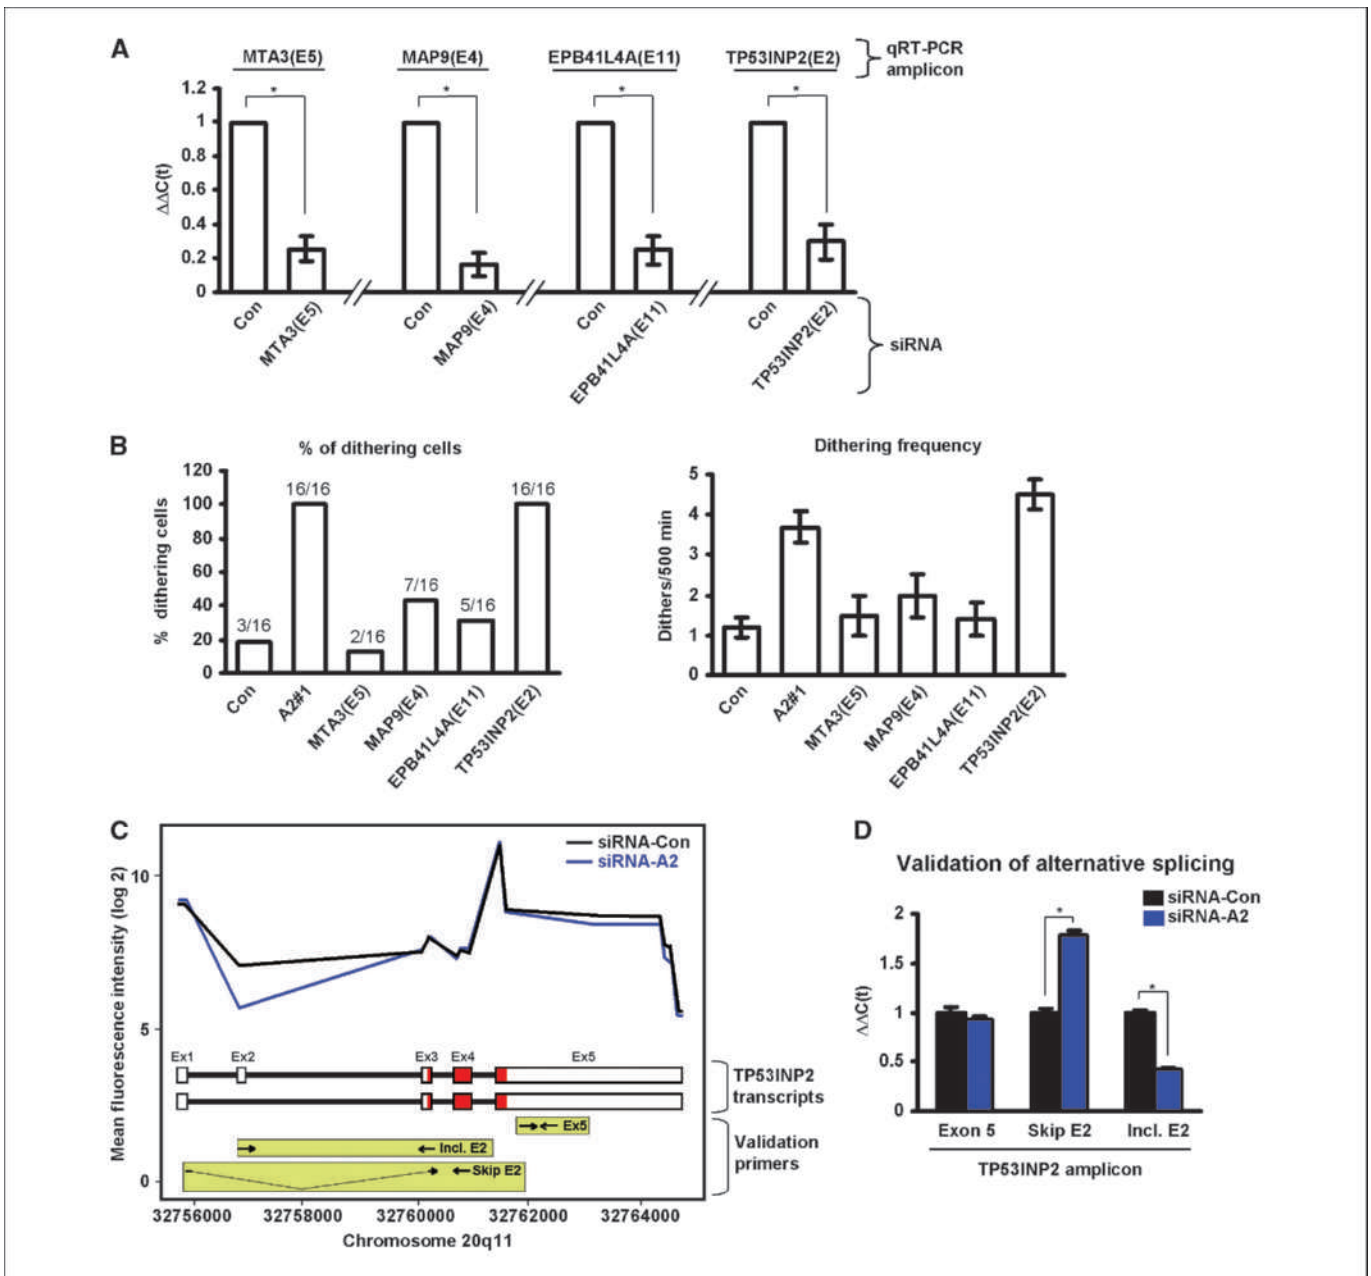 A
MTA3(E5) MAP9(E4) EPB41L4A(E11) TP53INP2(E2)
qRT-PCR
amplicon
1.2
1
0.8
0.6
0.4
0.2
0
ΔΔC(t)
* * * *
Con MTA3(E5) Con MAP9(E4) Con EPB41L4A(E11) Con TP53INP2(E2)
siRNA
B
% of dithering cells
120
100
80
60
40
20
0
% dithering cells
3/16 16/16 2/16 7/16 5/16 16/16
Con A2#1 MTA3(E5) MAP9(E4) EPB41L4A(E11) TP53INP2(E2)
Dithering frequency
5
4
3
2
1
0
Dithers/500 min
Con A2#1 MTA3(E5) MAP9(E4) EPB41L4A(E11) TP53INP2(E2)
C
siRNA-Con
siRNA-A2
Mean fluorescence intensity (log 2)
10
5
0
Ex1 Ex2 Ex3 Ex4 Ex5
TP53INP2
transcripts
Ex5
Incl. E2
Skip E2
Validation
primers
32756000 32758000 32760000 32762000 32764000
Chromosome 20q11
D
Validation of alternative splicing
siRNA-Con
siRNA-A2
2
1.5
1
0.5
0
ΔΔC(t)
* *
Exon 5 Skip E2 Incl. E2
TP53INP2 amplicon